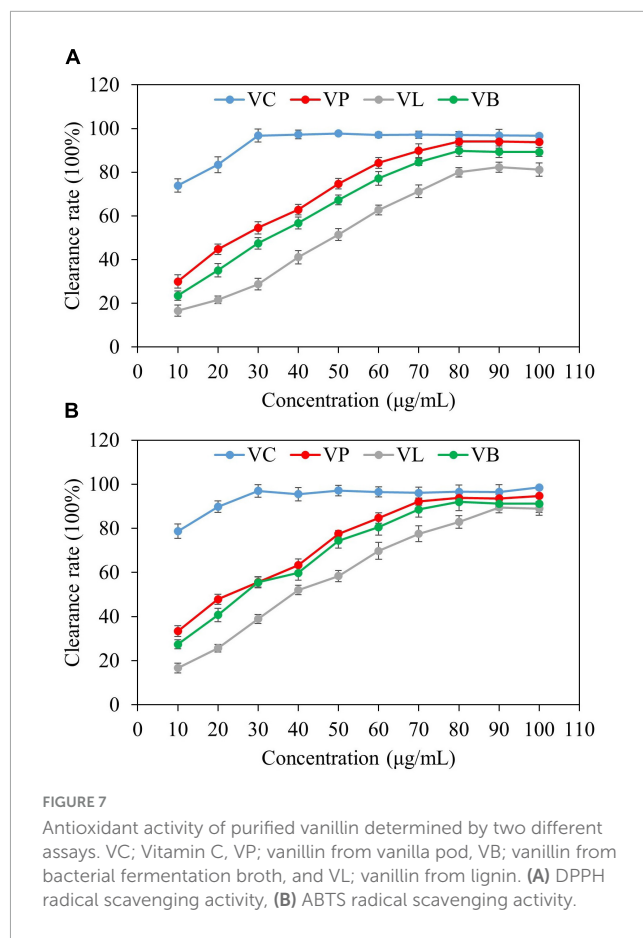 A
120
VC VP VL VB
100
80
60
40
20
0
Clearance rate (100%)
0 10 20 30 40 50 60 70 80 90 100 110
Concentration (µg/mL)
B
120
VC VP VL VB
100
80
60
40
20
0
Clearance rate (100%)
0 10 20 30 40 50 60 70 80 90 100 110
Concentration (µg/mL)
FIGURE 7
Antioxidant activity of purified vanillin determined by two different
assays. VC; Vitamin C, VP; vanillin from vanilla pod, VB; vanillin from
bacterial fermentation broth, and VL; vanillin from lignin. (A) DPPH
radical scavenging activity, (B) ABTS radical scavenging activity.